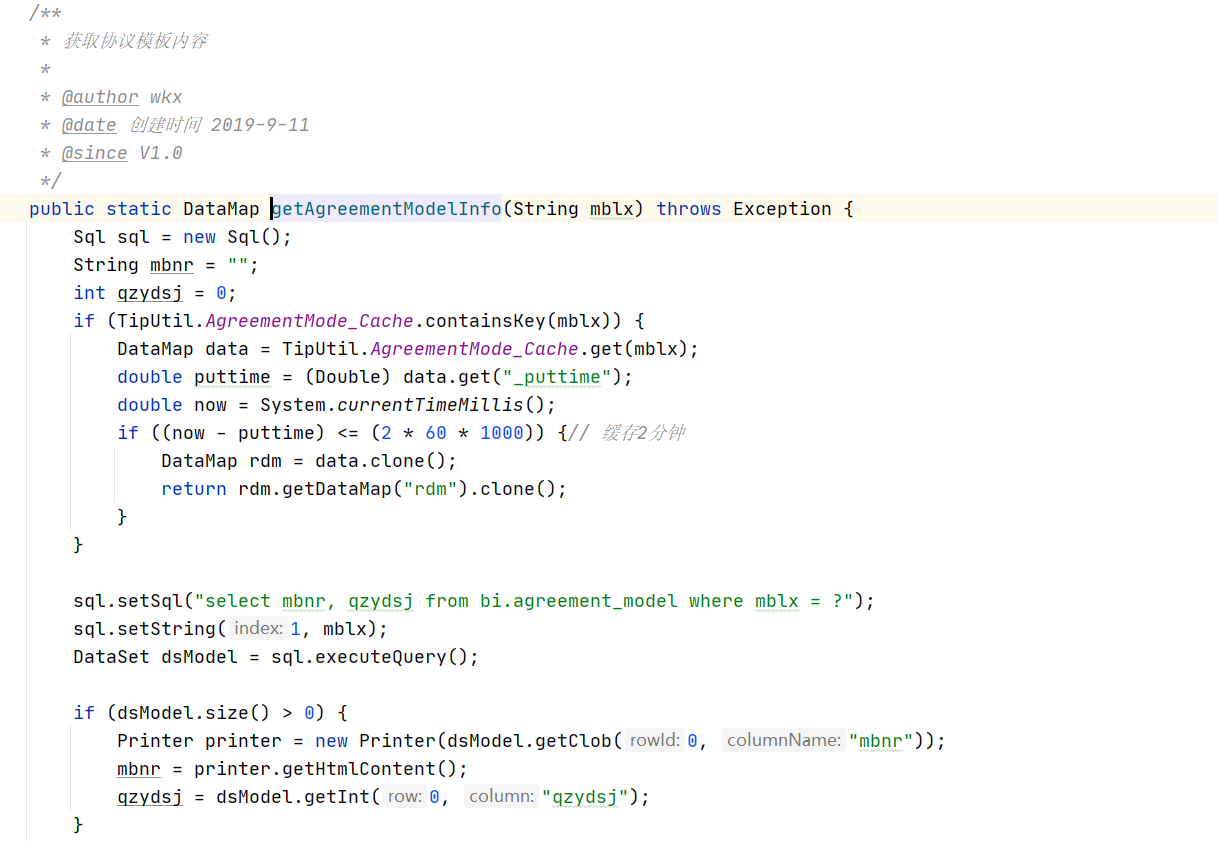 /**
 * 获取协议模板内容
 *
 * @author wkx
 * @date 创建时间 2019-9-11
 * @since V1.0
 */
public static DataMap getAgreementModelInfo(String mblx) throws Exception {
    Sql sql = new Sql();
    String mbnr = "";
    int qzydsj = 0;
    if (TipUtil.AgreementMode_Cache.containsKey(mblx)) {
        DataMap data = TipUtil.AgreementMode_Cache.get(mblx);
        double puttime = (Double) data.get("_puttime");
        double now = System.currentTimeMillis();
        if ((now - puttime) <= (2 * 60 * 1000)) {// 缓存2分钟
            DataMap rdm = data.clone();
            return rdm.getDataMap("rdm").clone();
        }
    }
    sql.setSql("select mbnr, qzydsj from bi.agreement_model where mblx = ?");
    sql.setString( index: 1, mblx);
    DataSet dsModel = sql.executeQuery();
    if (dsModel.size() > 0) {
        Printer printer = new Printer(dsModel.getClob( rowId: 0, columnName: "mbnr"));
        mbnr = printer.getHtmlContent();
        qzydsj = dsModel.getInt( row: 0, column: "qzydsj");
    }